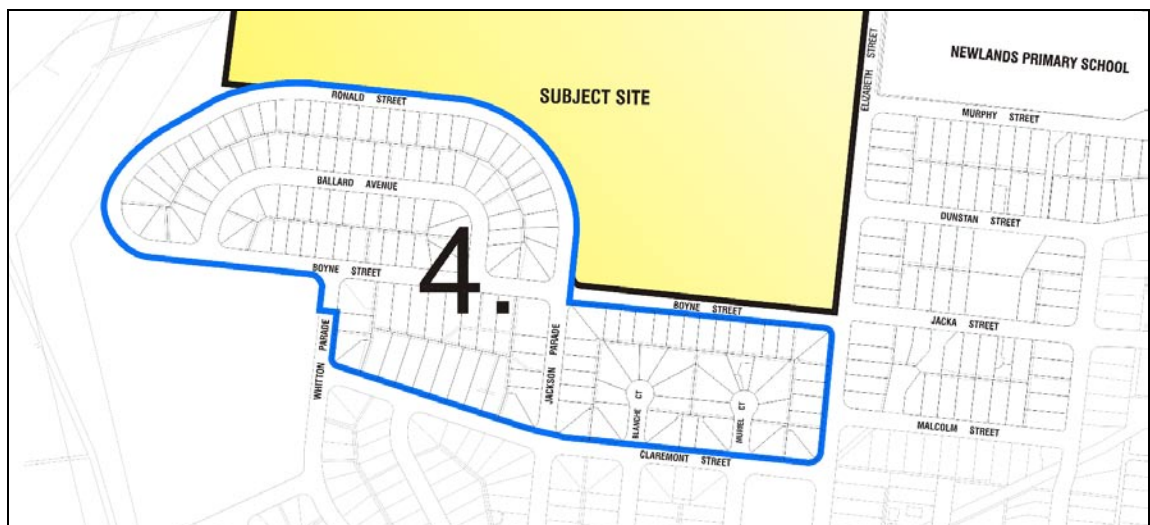 NEWLANDS PRIMARY SCHOOL
SUBJECT SITE
ELIZABETH STREET
RONALD STREET
MURPHY STREET
BALLARD AVENUE
DUNSTAN STREET
4.
BOYNE STREET
BOYNE STREET
JACKA STREET
WHITTON PARADE
JACKSON PARADE
BLANCHE CT
MURIEL CT
MALCOLM STREET
CLAREMONT STREET